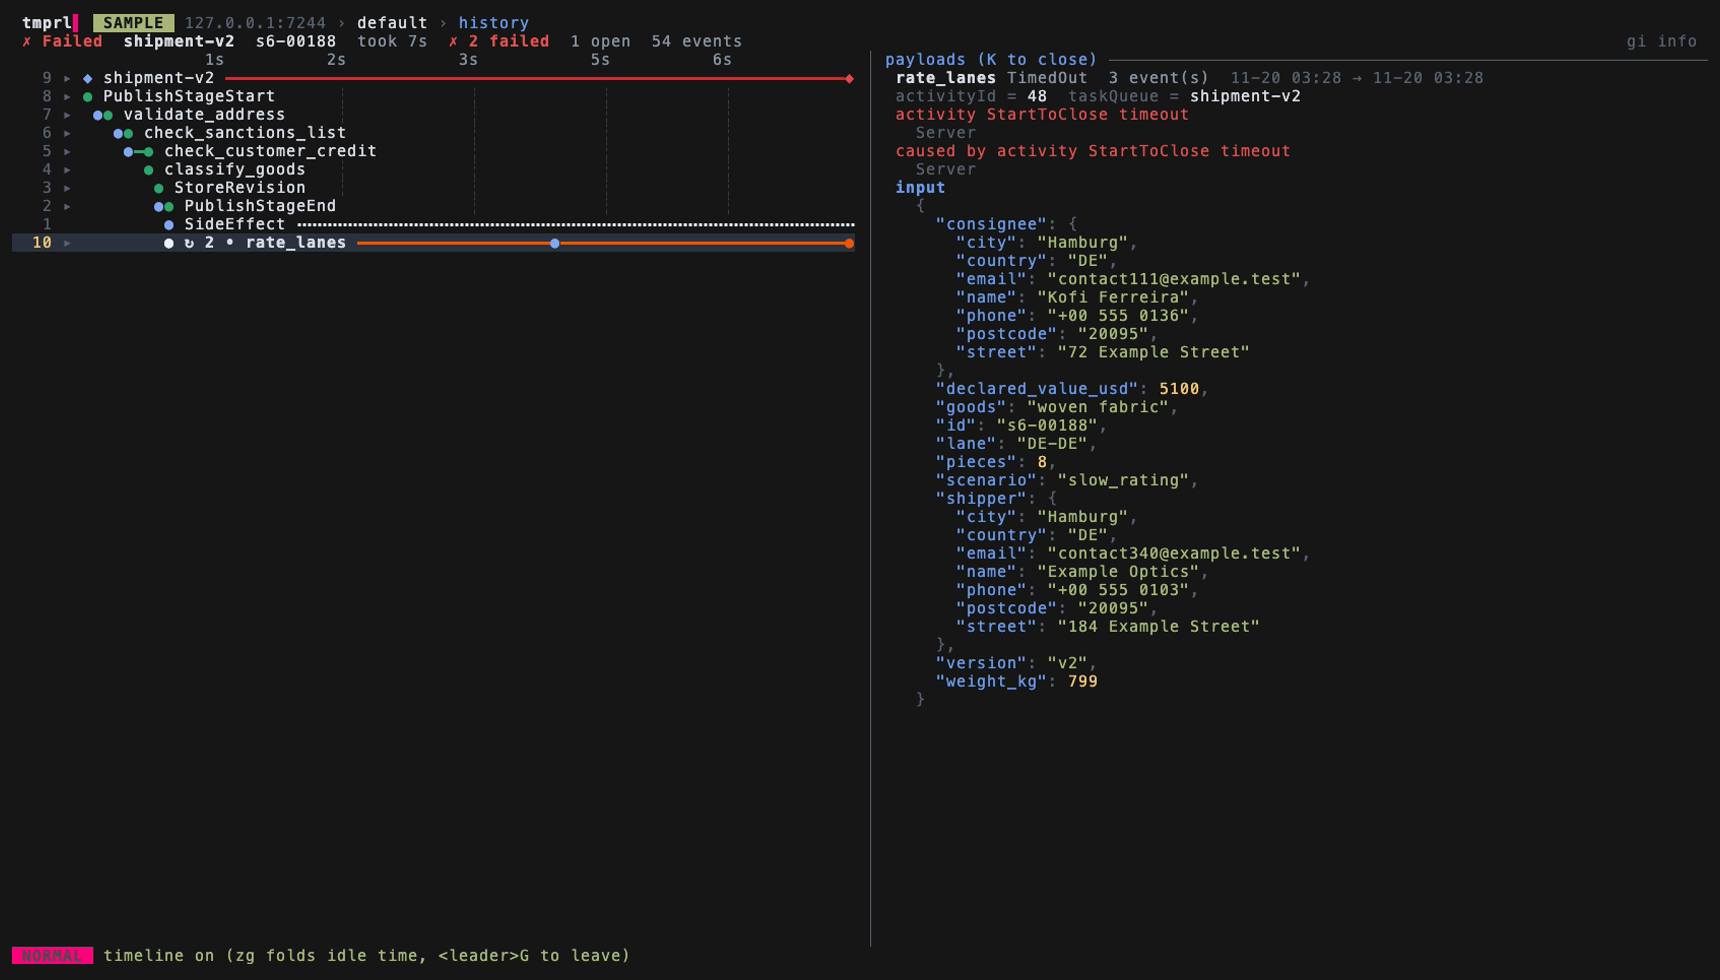 tmprl SAMPLE 127.0.0.1:7244 › default › history
✗ Failed shipment-v2 s6-00188 took 7s ✗ 2 failed 1 open 54 events gi info
1s 2s 3s 5s 6s
9 ▸ ◆ shipment-v2
8 ▸ ● PublishStageStart
7 ▸ ●● validate_address
6 ▸ ●● check_sanctions_list
5 ▸ ●─● check_customer_credit
4 ▸ ● classify_goods
3 ▸ ● StoreRevision
2 ▸ ●● PublishStageEnd
1 ● SideEffect
10 ▸ ● ↻ 2 • rate_lanes
payloads (K to close)
rate_lanes TimedOut 3 event(s) 11-20 03:28 → 11-20 03:28
activityId = 48 taskQueue = shipment-v2
activity StartToClose timeout
Server
caused by activity StartToClose timeout
Server
input
{
"consignee": {
"city": "Hamburg",
"country": "DE",
"email": "contact111@example.test",
"name": "Kofi Ferreira",
"phone": "+00 555 0136",
"postcode": "20095",
"street": "72 Example Street"
},
"declared_value_usd": 5100,
"goods": "woven fabric",
"id": "s6-00188",
"lane": "DE-DE",
"pieces": 8,
"scenario": "slow_rating",
"shipper": {
"city": "Hamburg",
"country": "DE",
"email": "contact340@example.test",
"name": "Example Optics",
"phone": "+00 555 0103",
"postcode": "20095",
"street": "184 Example Street"
},
"version": "v2",
"weight_kg": 799
}
NORMAL timeline on (zg folds idle time, <leader>G to leave)